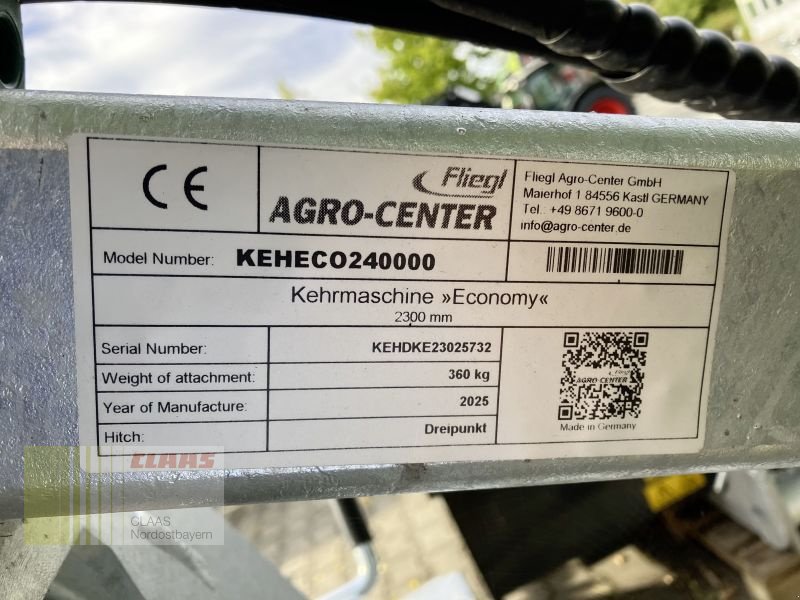 CE
Fliegl
AGRO-CENTER
Fliegl Agro-Center GmbH
Maierhof 1 84556 Kastl GERMANY
Tel.: +49 8671 9600-0
info@agro-center.de
Model Number: KEHECO240000
Kehrmaschine »Economy«
2300 mm
Serial Number: KEHDKE23025732
Weight of attachment: 360 kg
Year of Manufacture: 2025
Hitch: Dreipunkt
Fliegl
AGRO-CENTER
Made in Germany
CLAAS
CLAAS
Nordostbayern